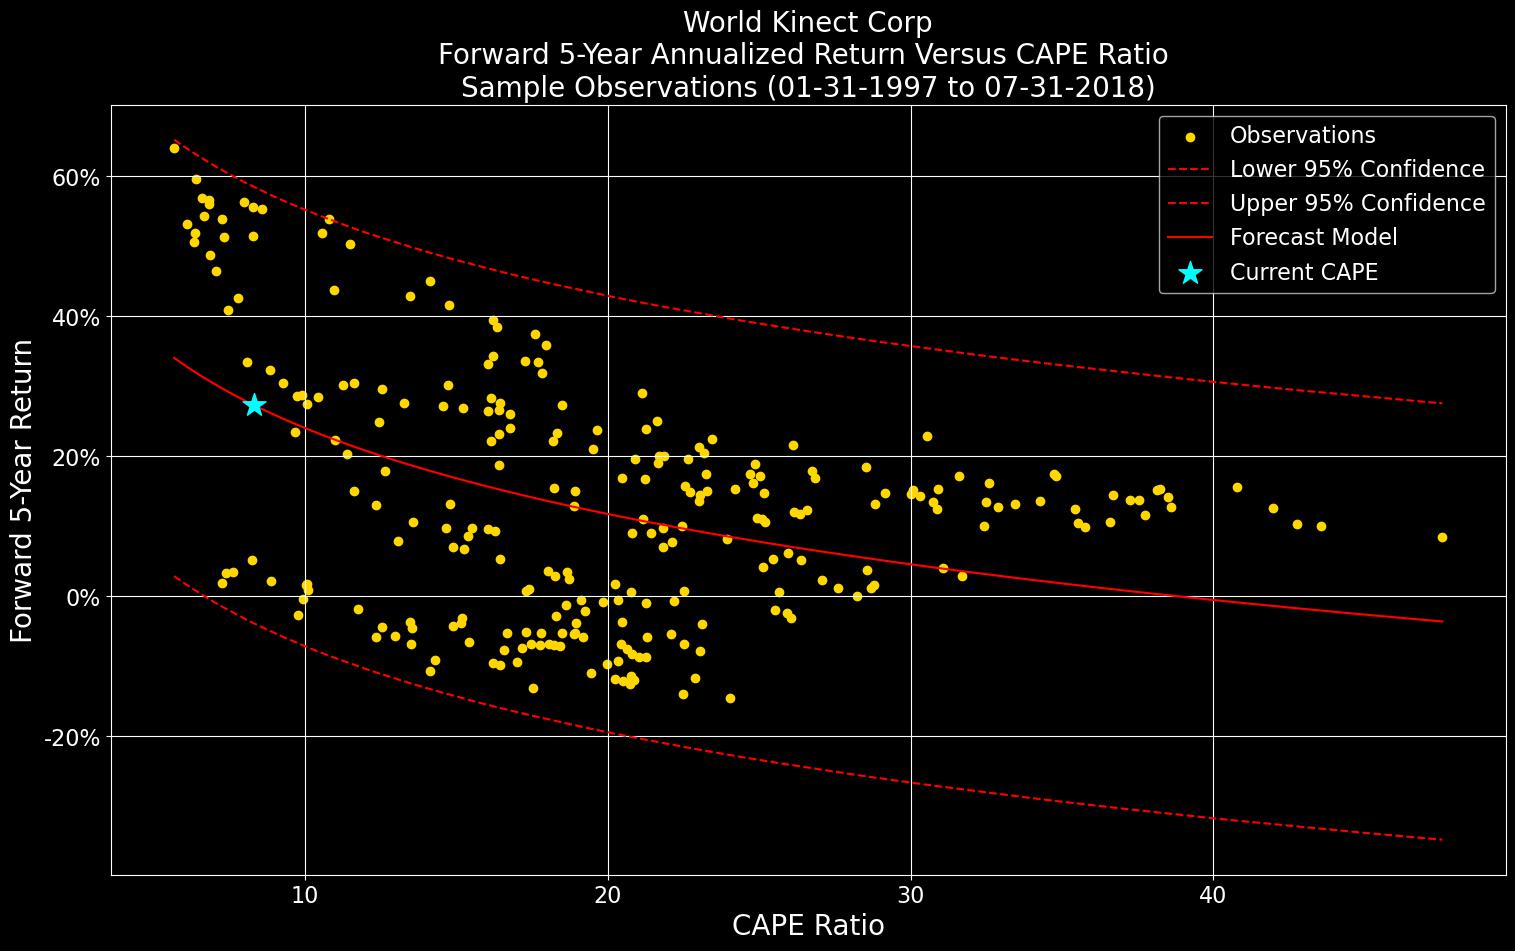 World Kinect Corp
Forward 5-Year Annualized Return Versus CAPE Ratio
Sample Observations (01-31-1997 to 07-31-2018)
Observations
Lower 95% Confidence
Upper 95% Confidence
Forecast Model
Current CAPE
Forward 5-Year Return
60%
40%
20%
0%
-20%
10
20
30
40
CAPE Ratio